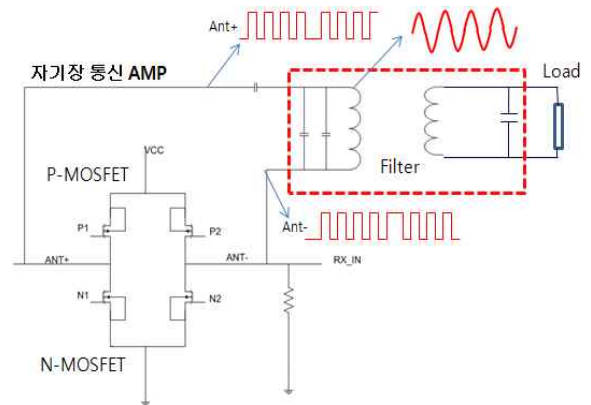 Ant+
자기장 통신 AMP
Load
Filter
VCC
P-MOSFET
P1
P2
Ant-
ANT+
ANT-
RX_IN
N1
N2
N-MOSFET